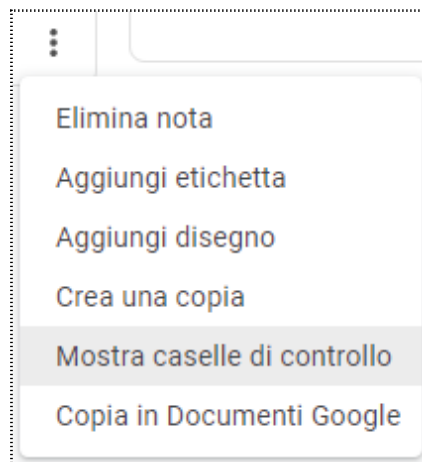 Elimina nota
Aggiungi etichetta
Aggiungi disegno
Crea una copia
Mostra caselle di controllo
Copia in Documenti Google